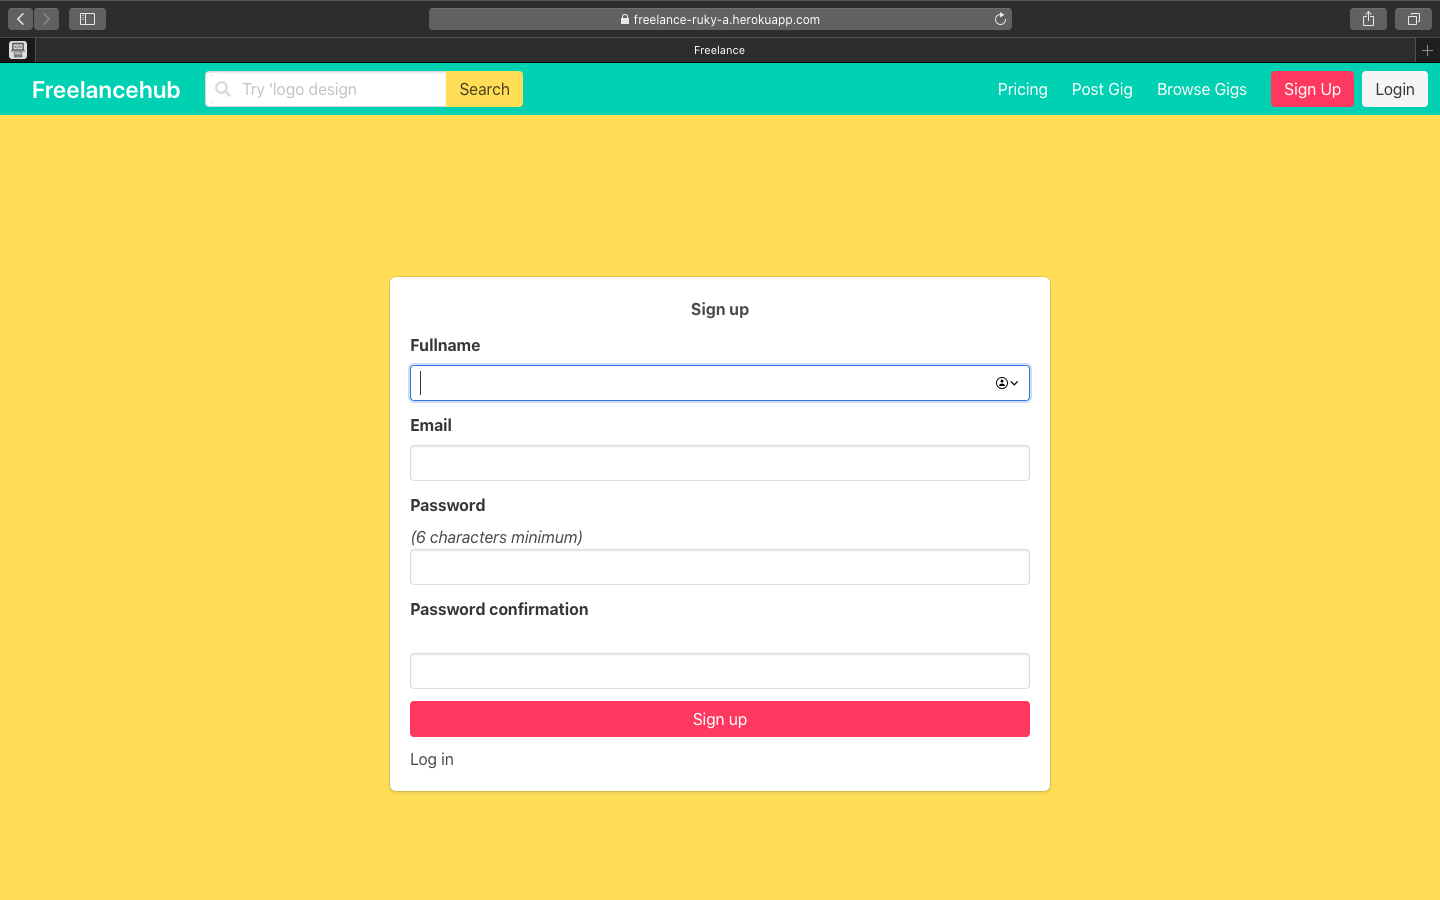 freelance-ruky-a.herokuapp.com
Freelance
Freelancehub
Try 'logo design
Search
Pricing
Post Gig
Browse Gigs
Sign Up
Login
Sign up
Fullname
Email
Password
(6 characters minimum)
Password confirmation
Sign up
Log in